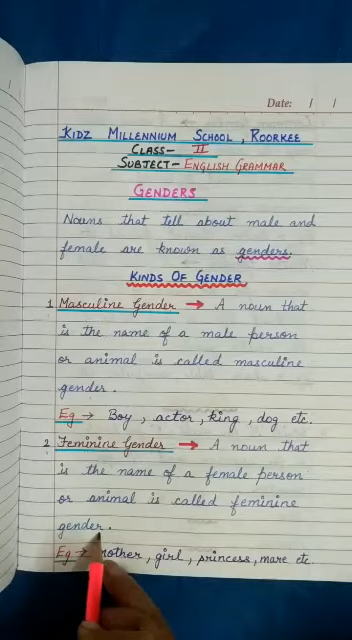 Date: / /
KIDZ MILLENNIUM SCHOOL, ROORKEE
CLASS- II
SUBJECT- ENGLISH GRAMMAR
GENDERS
Nouns that tell about male and
female are known as genders.
KINDS OF GENDER
1 Masculine Gender → A noun that
is the name of a male person
or animal is called masculine
gender.
Eg → Boy, actor, king, dog etc.
2 Feminine Gender → A noun that
is the name of a female person
or animal is called feminine
gender.
Eg → mother, girl, princess, mare etc.